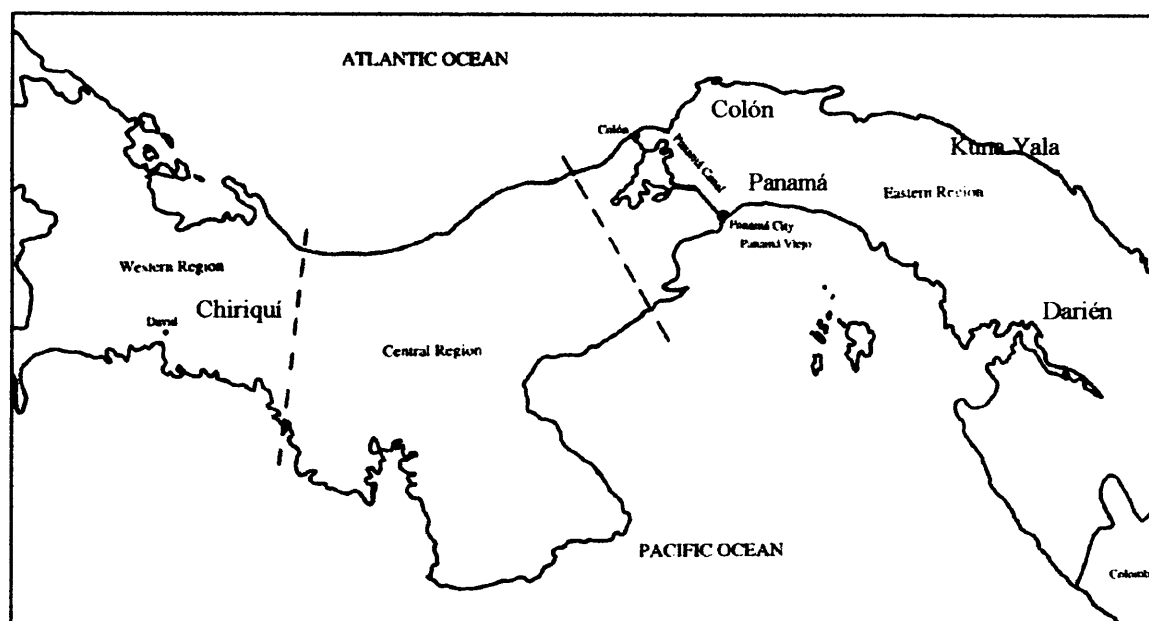 ATLANTIC OCEAN
Colón
Colón
Panamá Canal
Kuna Yala
Panamá
Eastern Region
Panamá City
Panamá Viejo
Western Region
Chiriquí
David
Darién
Central Region
PACIFIC OCEAN
Colomb